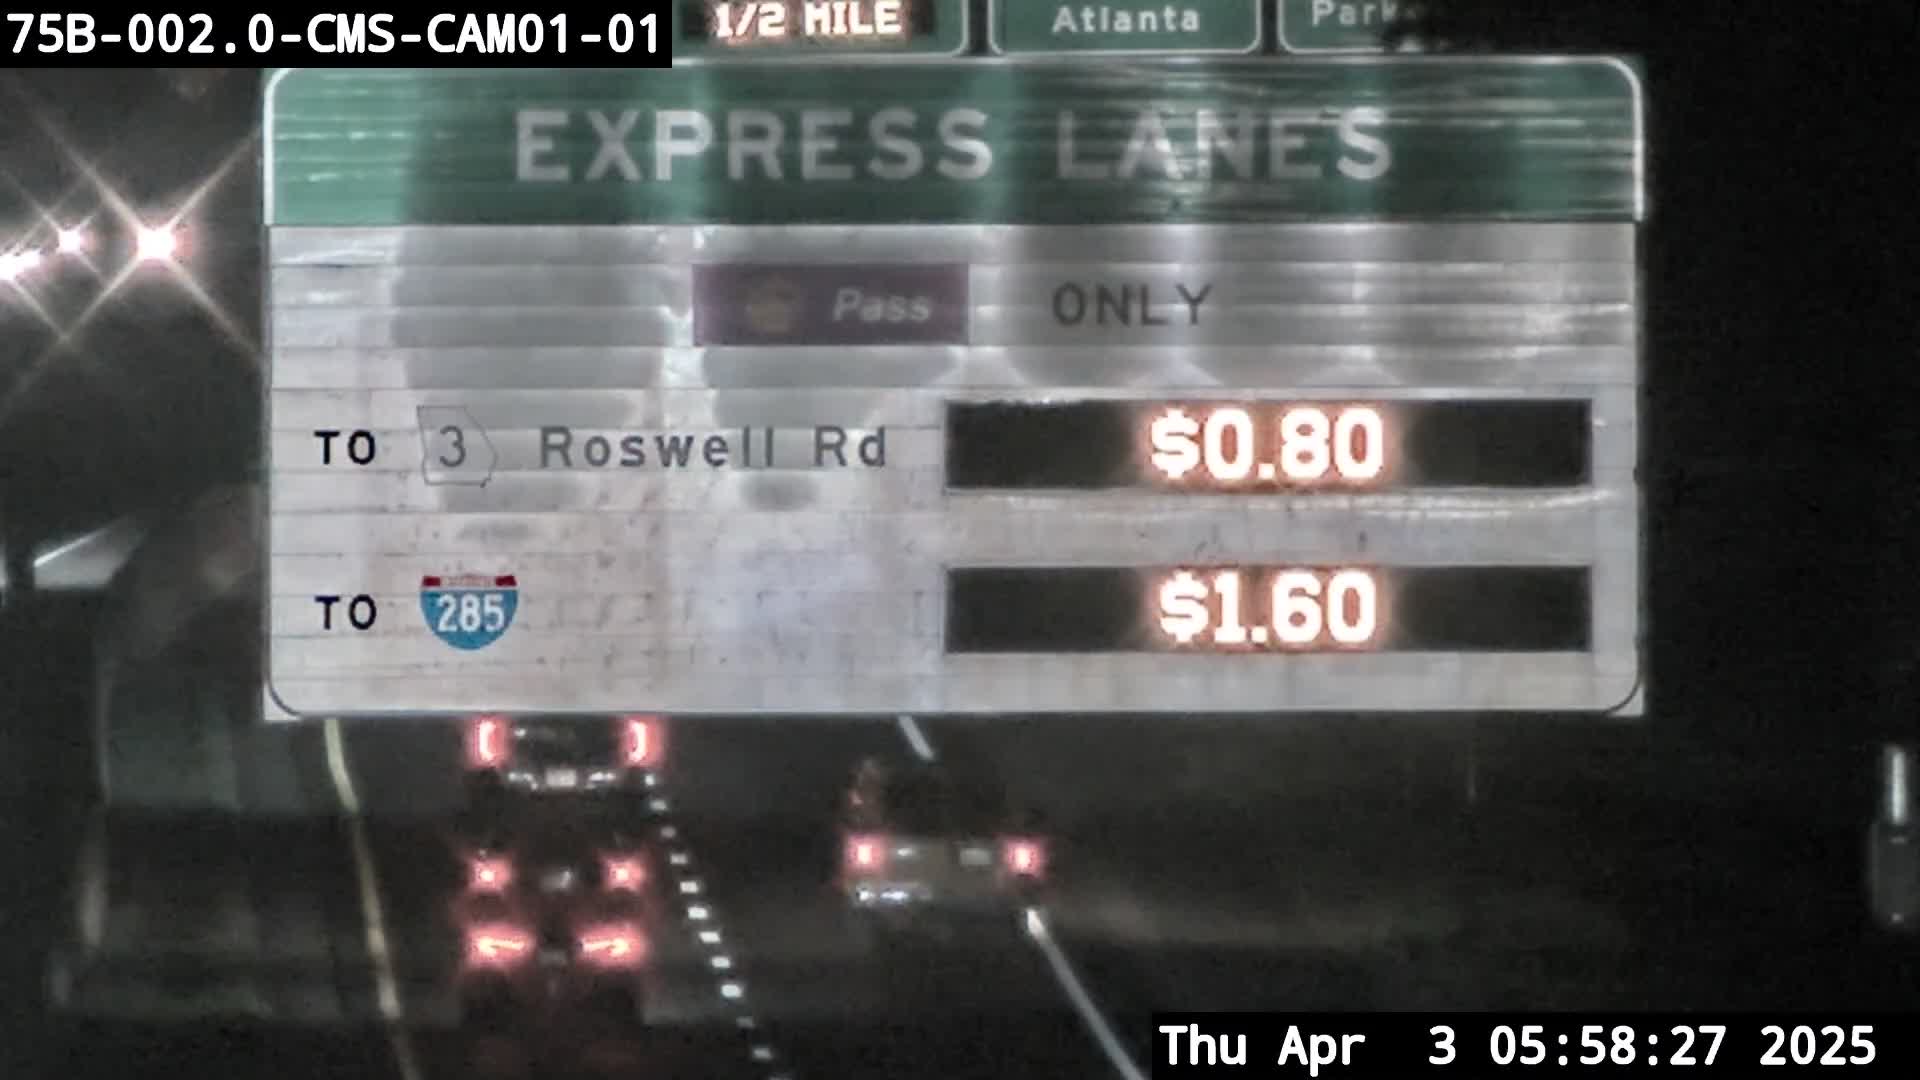 75B-002.0-CMS-CAM01-01
1/2 MILE
Atlanta
EXPRESS LANES
Pass ONLY
TO 3 Roswell Rd $0.80
TO 285 $1.60
Thu Apr 3 05:58:27 2025